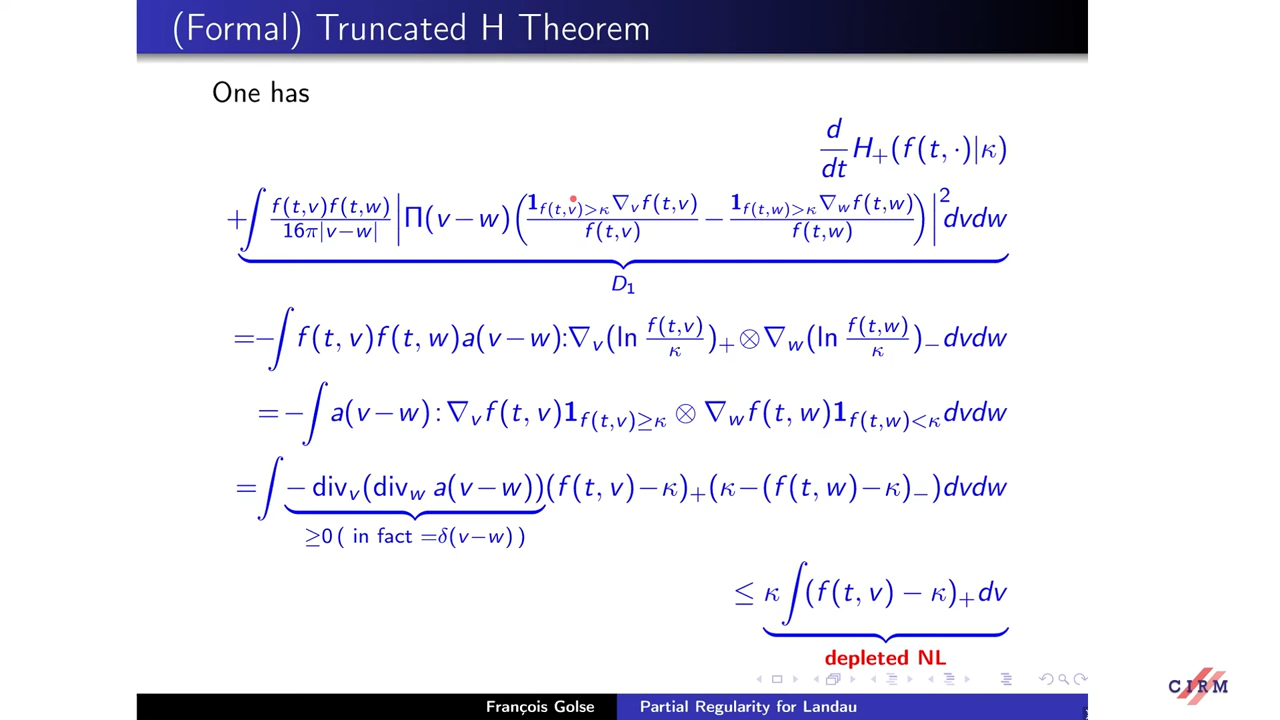 (Formal) Truncated H Theorem
One has
d/dt H₊(f(t, ·)|κ)
+∫ f(t,v)f(t,w)/16π|v−w| |Π(v−w)(𝟏_{f(t,v)>κ}∇_v f(t,v)/f(t,v) − 𝟏_{f(t,w)>κ}∇_w f(t,w)/f(t,w))|² dvdw
D₁
=−∫ f(t, v)f(t, w)a(v−w):∇_v(ln f(t,v)/κ)₊⊗∇_w(ln f(t,w)/κ)₋dvdw
=−∫ a(v−w):∇_v f(t, v)𝟏_{f(t,v)≥κ} ⊗ ∇_w f(t, w)𝟏_{f(t,w)<κ}dvdw
=∫ −div_v(div_w a(v−w))(f(t, v)−κ)₊(κ−(f(t, w)−κ)₋)dvdw
≥0 ( in fact =δ(v−w) )
≤ κ∫(f(t, v) − κ)₊dv
depleted NL
CIRM
François Golse Partial Regularity for Landau